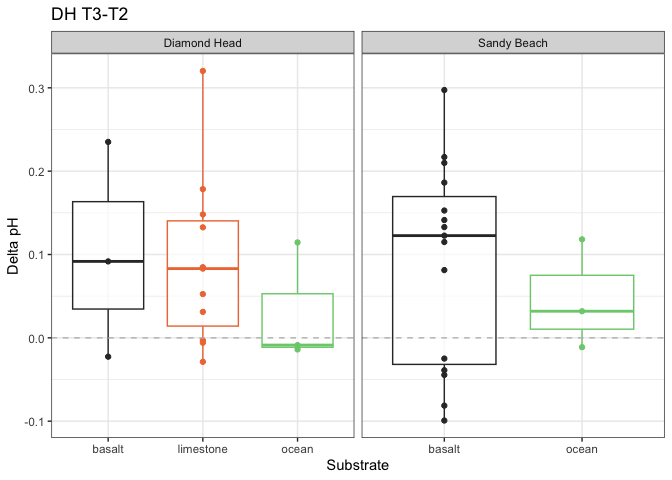 DH T3-T2
Diamond Head
Sandy Beach
Delta pH
0.3
0.2
0.1
0.0
-0.1
basalt
limestone
ocean
basalt
ocean
Substrate